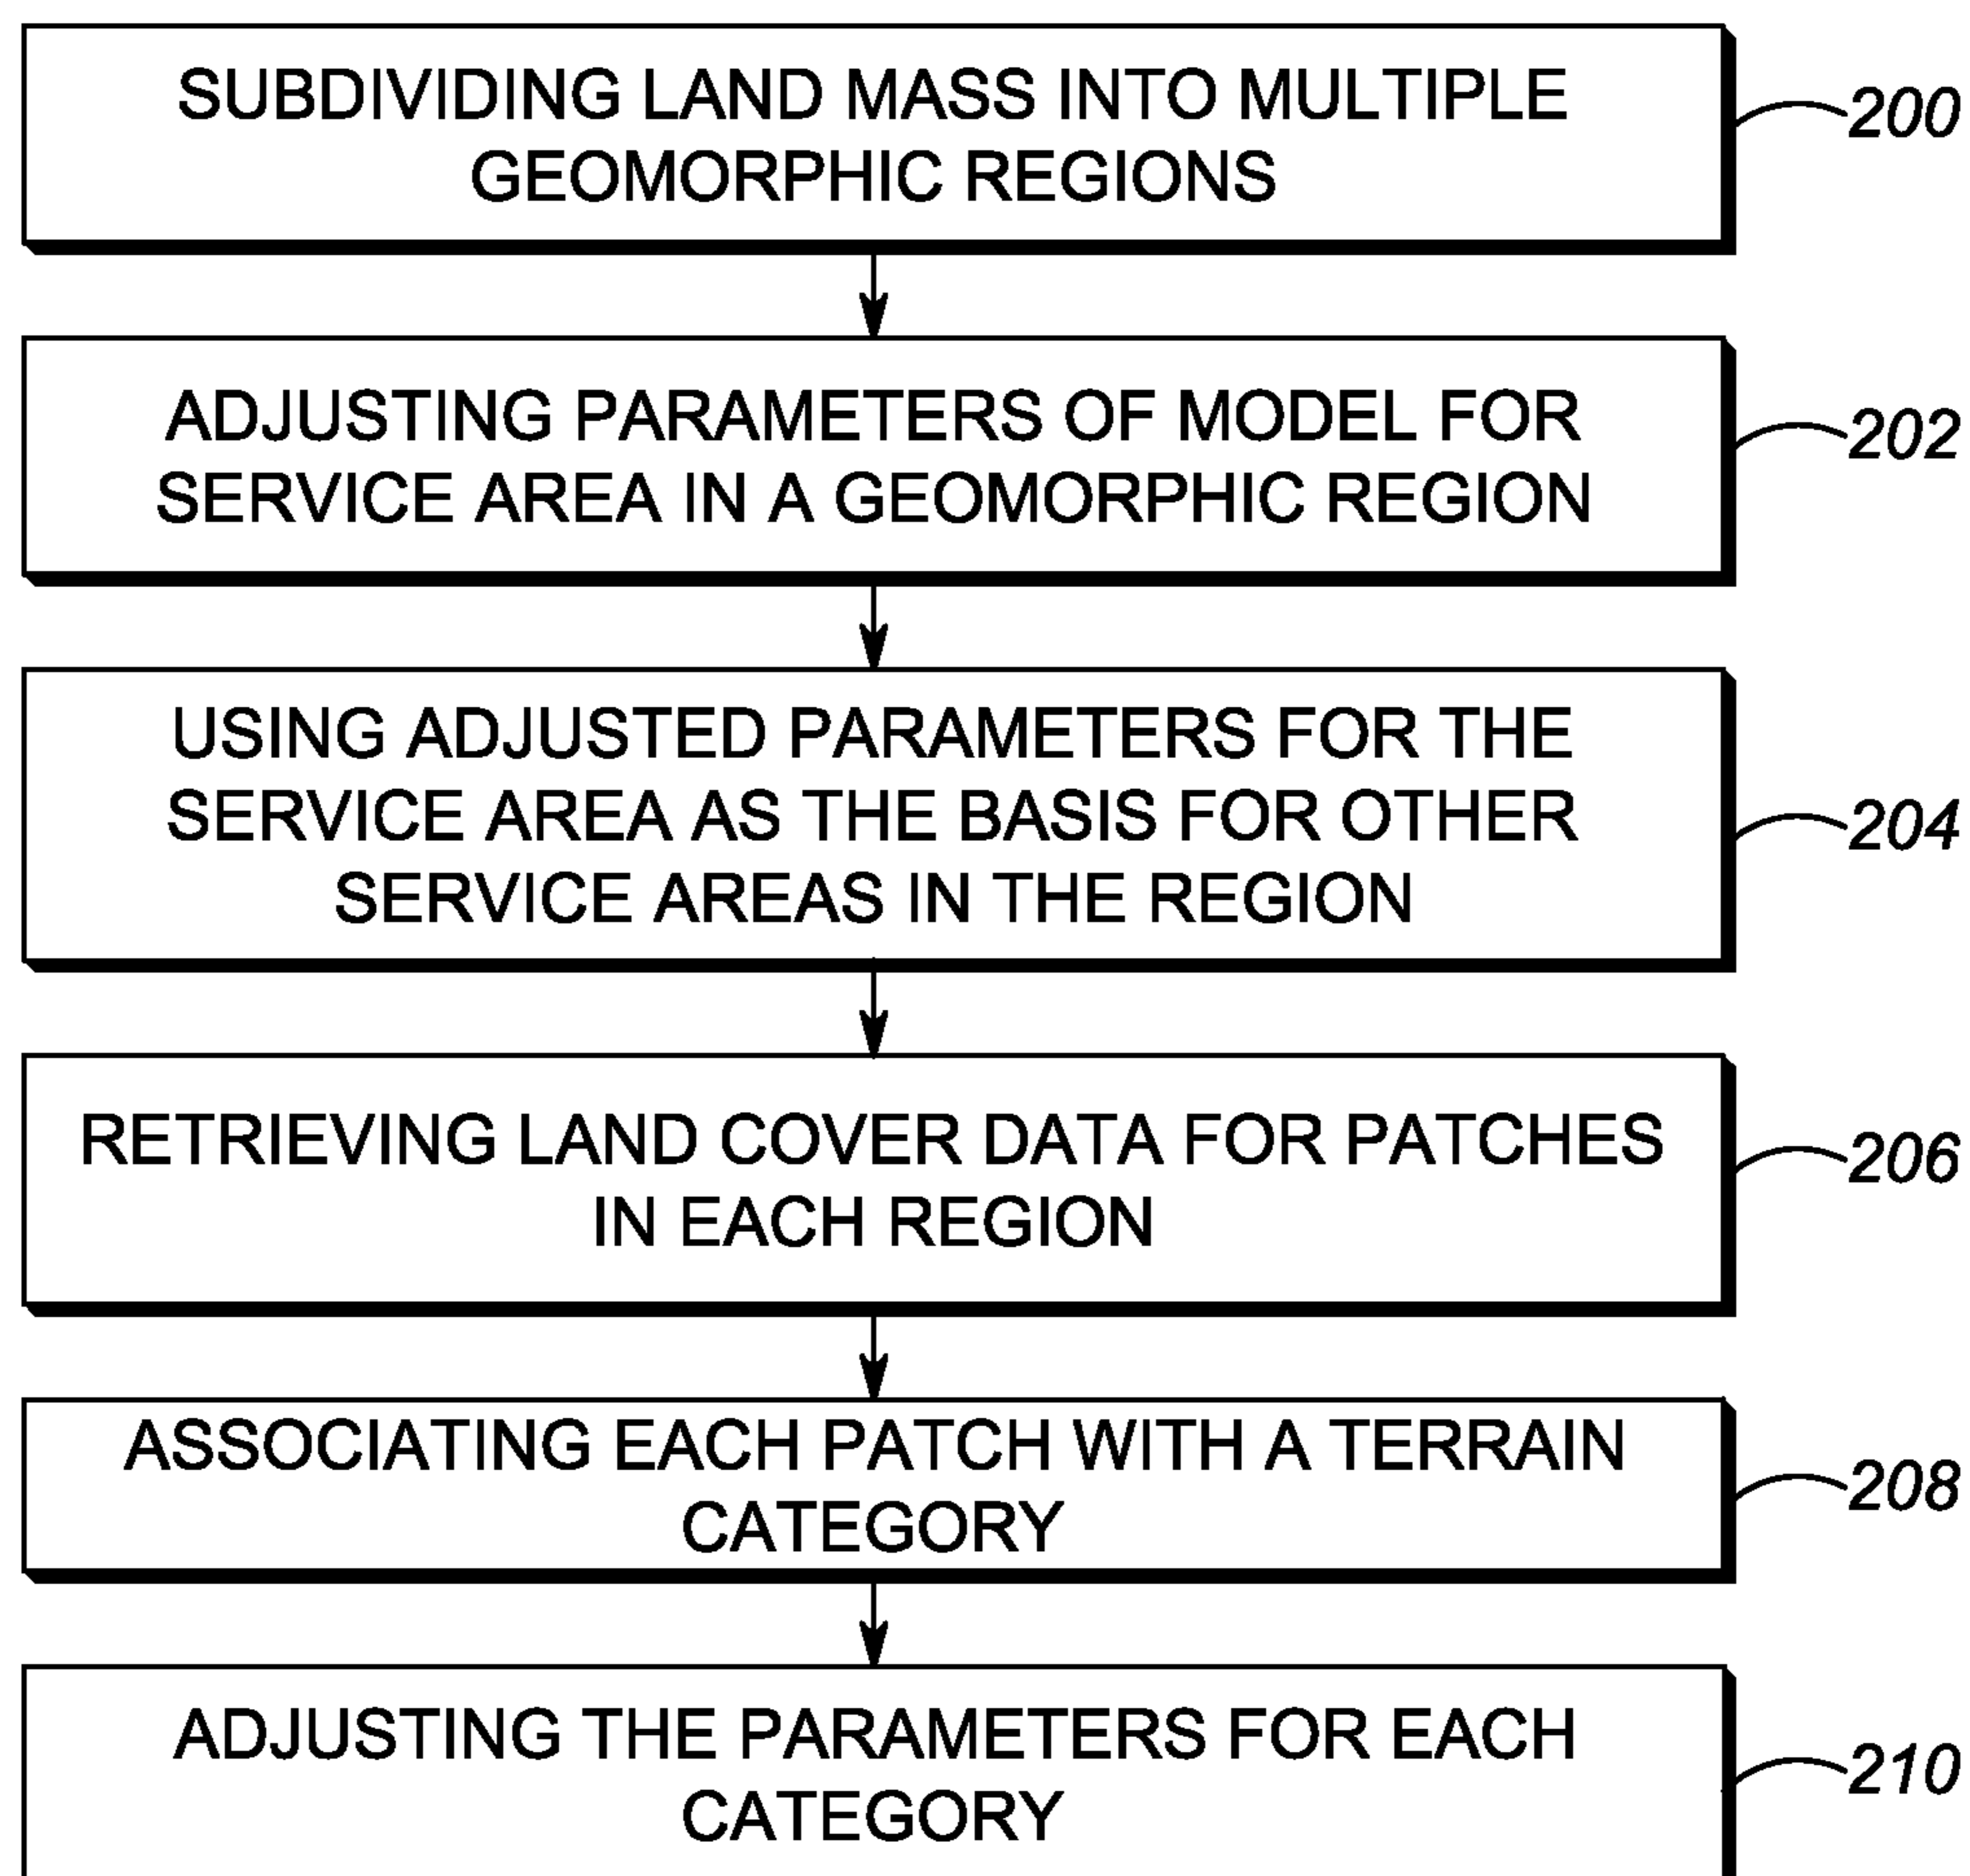 SUBDIVIDING LAND MASS INTO MULTIPLE
GEOMORPHIC REGIONS
200
ADJUSTING PARAMETERS OF MODEL FOR
SERVICE AREA IN A GEOMORPHIC REGION
202
USING ADJUSTED PARAMETERS FOR THE
SERVICE AREA AS THE BASIS FOR OTHER
SERVICE AREAS IN THE REGION
204
RETRIEVING LAND COVER DATA FOR PATCHES
IN EACH REGION
206
ASSOCIATING EACH PATCH WITH A TERRAIN
CATEGORY
208
ADJUSTING THE PARAMETERS FOR EACH
CATEGORY
210